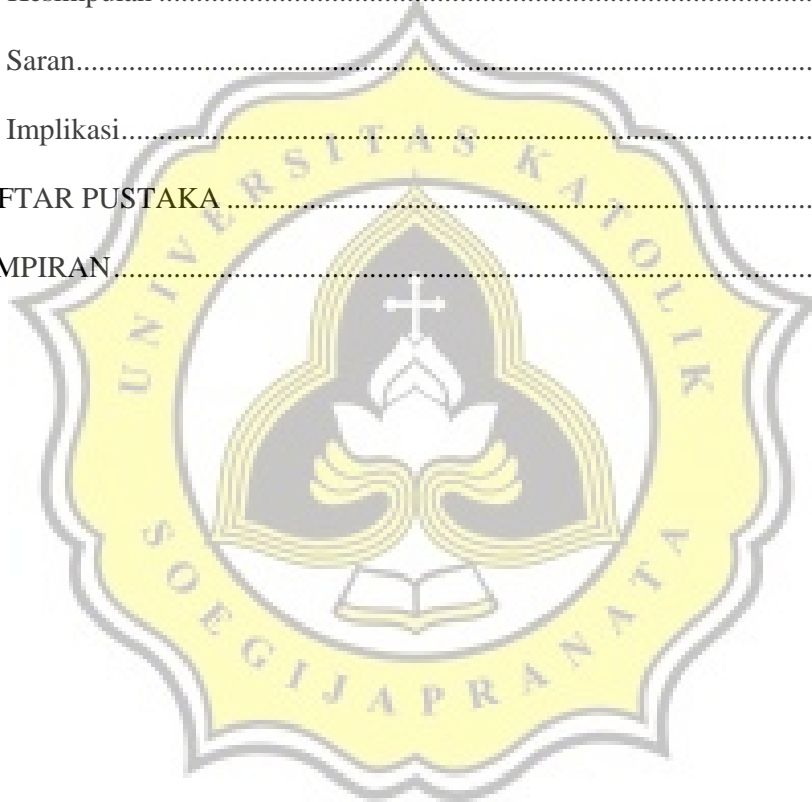 Saran
Implikasi
FTAR PUSTAKA
MPIRAN
UNIVERSITAS KATOLIK
SOEGIJAPRANATA